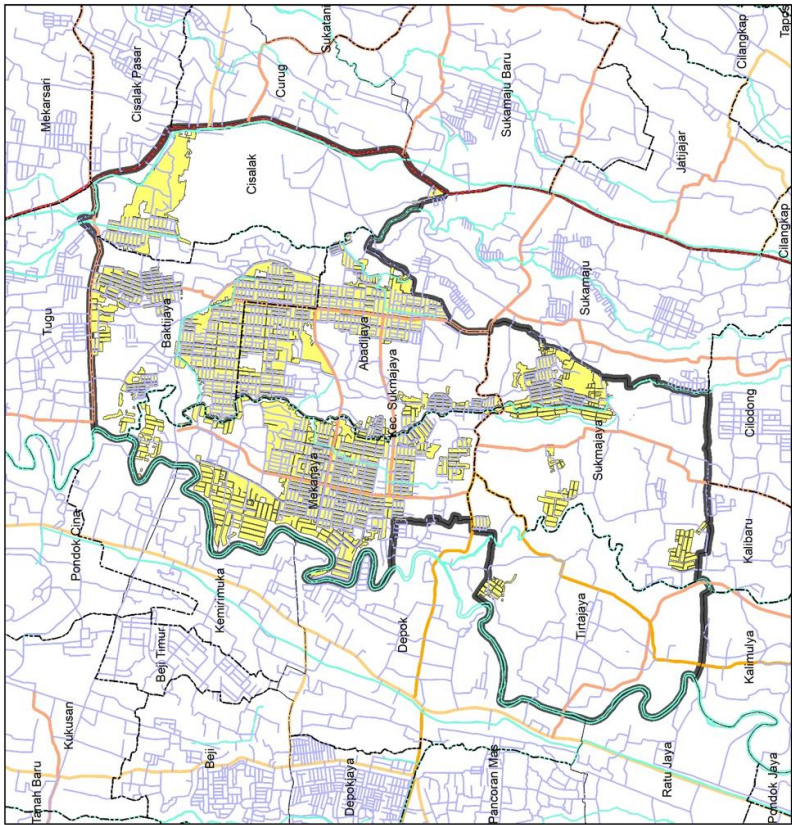 Tanah Baru
Kukusan
Beji Timur
Beji
Depokjaya
Pancoran Mas
Ratu Jaya
Pondok Jaya
Pondok Cina
Kemirimuka
Depok
Tirtajaya
Kalimulya
Tugu
Baktijaya
Mekarjaya
Abadijaya
Kec. Sukmajaya
Sukmajaya
Kalibaru
Cilodong
Mekarsari
Cisalak Pasar
Cisalak
Curug
Sukatani
Sukamaju Baru
Sukamaju
Jatijajar
Cilangkap
Cilangkap
Tapos